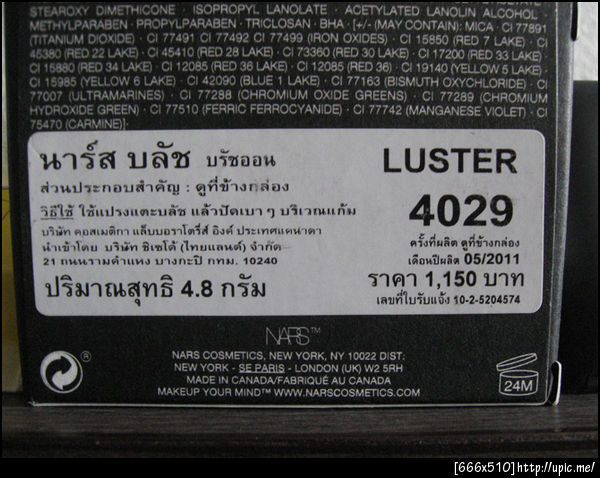 STEAROXY DIMETHICONE · ISOPROPYL LANOLATE · ACETYLATED LANOLIN ALCOHOL ·
METHYLPARABEN · PROPYLPARABEN · TRICLOSAN · BHA · [+/- (MAY CONTAIN): MICA · CI 77891
(TITANIUM DIOXIDE) · CI 77491 CI 77492 CI 77499 (IRON OXIDES) · CI 15850 (RED 7 LAKE) · CI
45380 (RED 22 LAKE) · CI 45410 (RED 28 LAKE) · CI 73360 (RED 30 LAKE) · CI 17200 (RED 33 LAKE)
· CI 15880 (RED 34 LAKE) · CI 12085 (RED 36 LAKE) · CI 12085 (RED 36) · CI 19140 (YELLOW 5 LAKE) ·
CI 15985 (YELLOW 6 LAKE) · CI 42090 (BLUE 1 LAKE) · CI 77163 (BISMUTH OXYCHLORIDE) · CI
77007 (ULTRAMARINES) · CI 77288 (CHROMIUM OXIDE GREENS) · CI 77289 (CHROMIUM
HYDROXIDE GREEN) · CI 77510 (FERRIC FERROCYANIDE) · CI 77742 (MANGANESE VIOLET) · CI
75470 (CARMINE)].
นาร์ส บลัช บรัชออน
ส่วนประกอบสำคัญ : ดูที่ข้างกล่อง
วิธีใช้ ใช้แปรงแตะบลัช แล้วปัดเบา ๆ บริเวณแก้ม
บริษัท คอสเมติกา แล็บบอราโตรี่ส์ อิงค์ ประเทศแคนาดา
นำเข้าโดย บริษัท ชิเซโด้ (ไทยแลนด์) จำกัด
21 ถนนรามคำแหง บางกะปิ กทม. 10240
ปริมาณสุทธิ 4.8 กรัม
LUSTER
4029
ครั้งที่ผลิต ดูที่ข้างกล่อง
เดือนปีผลิต 05/2011
ราคา 1,150 บาท
เลขที่ใบรับแจ้ง 10-2-5204574
NARS™
NARS COSMETICS, NEW YORK, NY 10022 DIST:
NEW YORK - SE PARIS - LONDON (UK) W2 5RH
MADE IN CANADA/FABRIQUÉ AU CANADA
MAKEUP YOUR MIND™ WWW.NARSCOSMETICS.COM
24M
[666x510] http://upic.me/